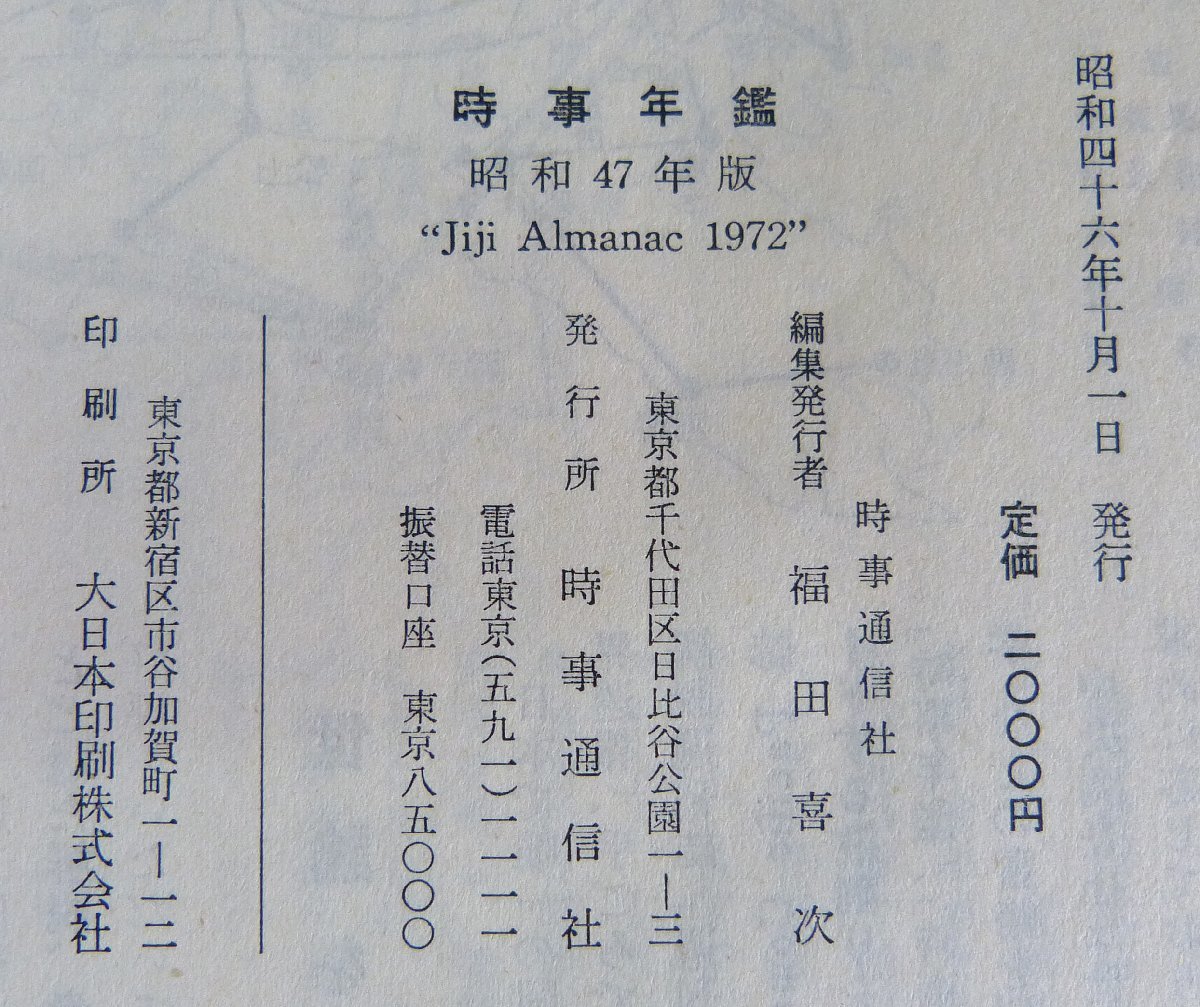 時事年鑑
昭和47年版
“Jiji Almanac 1972”
昭和四十六年十月一日 発行
定価 二〇〇〇円
時事通信社
編集発行者 福田喜次
東京都千代田区日比谷公園一―三
発行所 時事通信社
電話東京(五九一)一一一一
振替口座 東京八五〇〇〇
東京都新宿区市谷加賀町一―一二
印刷所 大日本印刷株式会社